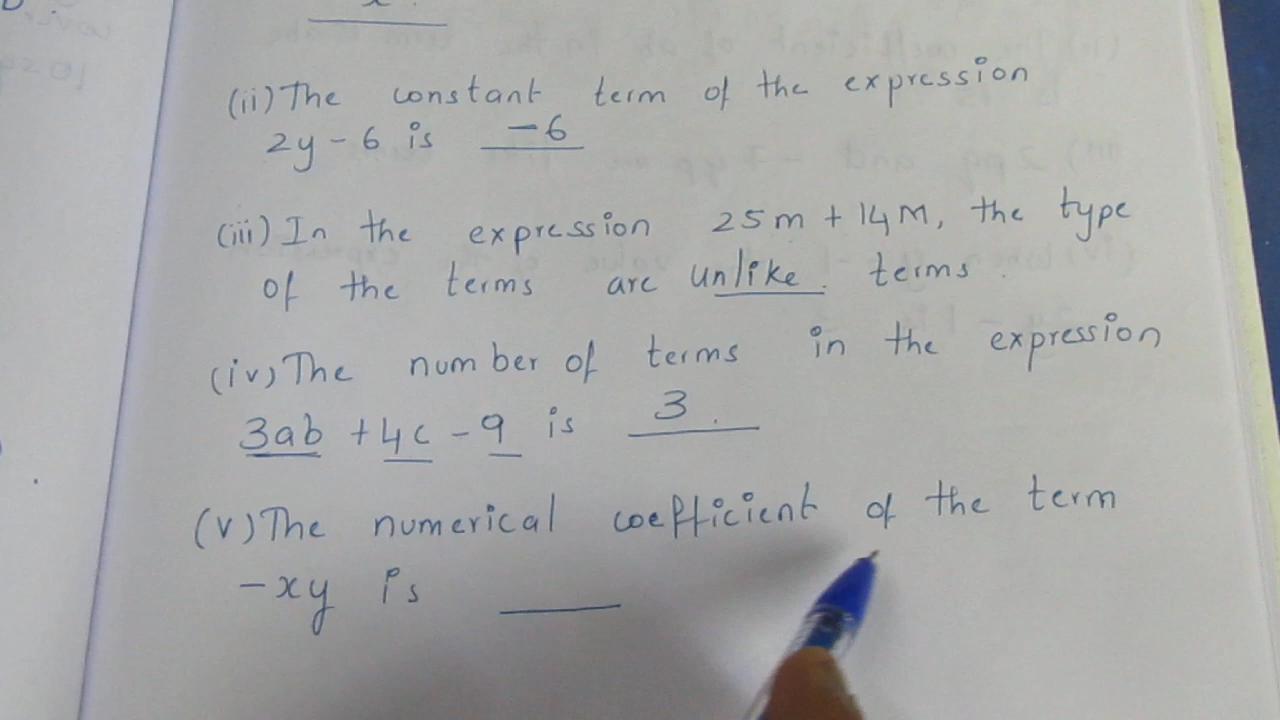 x.
(ii) The constant term of the expression
2y - 6 is -6
(iii) In the expression 25m + 14M, the type
of the terms are unlike. terms.
(iv) The number of terms in the expression
3ab + 4c - 9 is 3.
(v) The numerical coefficient of the term
-xy is ____